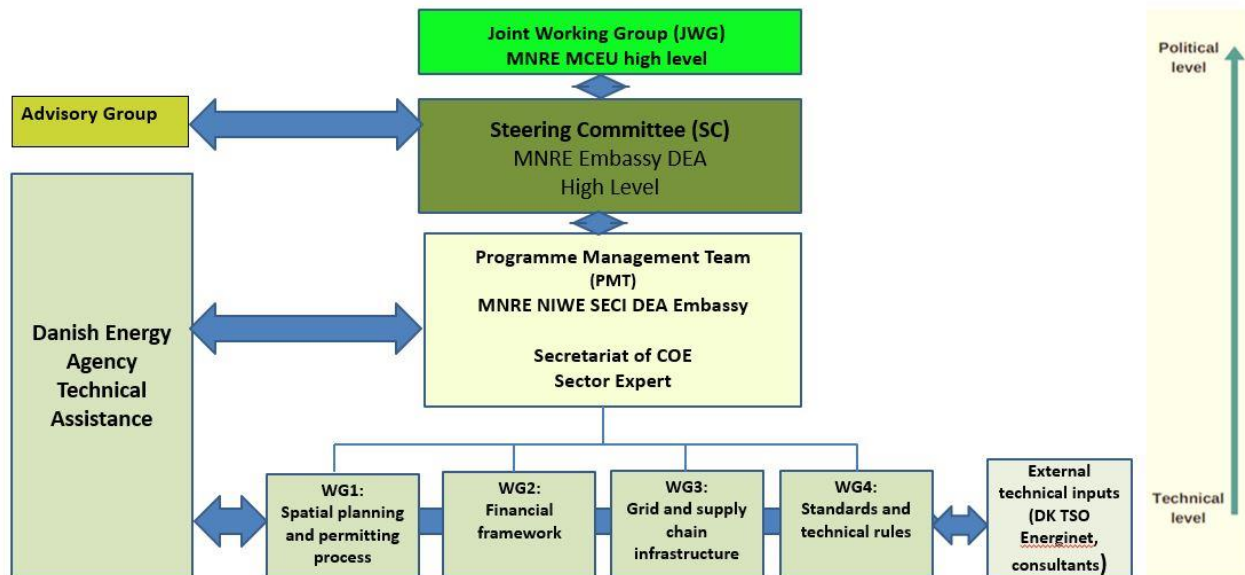 Joint Working Group (JWG)
MNRE MCEU high level
Political
level
Advisory Group
Steering Committee (SC)
MNRE Embassy DEA
High Level
Programme Management Team
(PMT)
MNRE NIWE SECI DEA Embassy
Secretariat of COE
Sector Expert
Danish Energy
Agency
Technical
Assistance
WG1:
Spatial planning
and permitting
process
WG2:
Financial
framework
WG3:
Grid and supply
chain
infrastructure
WG4:
Standards and
technical rules
External
technical inputs
(DK TSO
Energinet,
consultants)
Technical
level